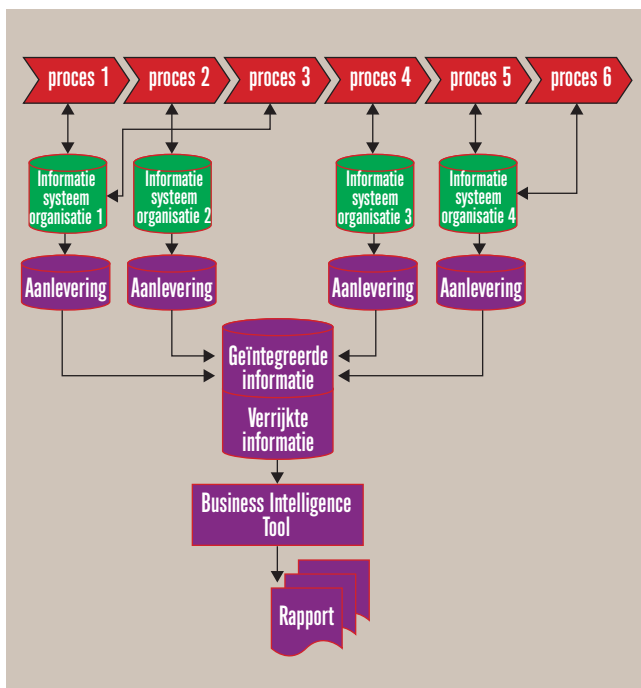 proces 1
proces 2
proces 3
proces 4
proces 5
proces 6
Informatie
systeem
organisatie 1
Informatie
systeem
organisatie 2
Informatie
systeem
organisatie 3
Informatie
systeem
organisatie 4
Aanlevering
Aanlevering
Aanlevering
Aanlevering
Geïntegreerde
informatie
Verrijkte
informatie
Business Intelligence
Tool
Rapport